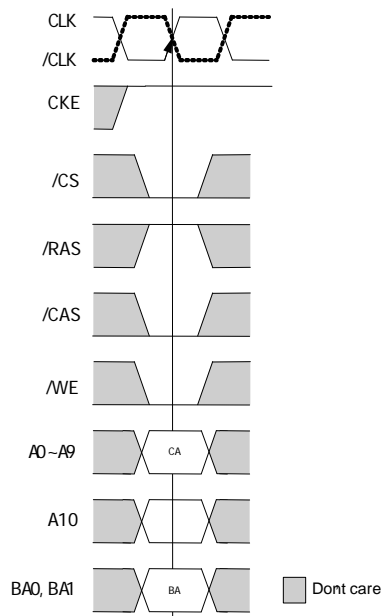 CLK
/CLK
CKE
/CS
/RAS
/CAS
/WE
A0~A9
CA
A10
BA0, BA1
BA
Dont care